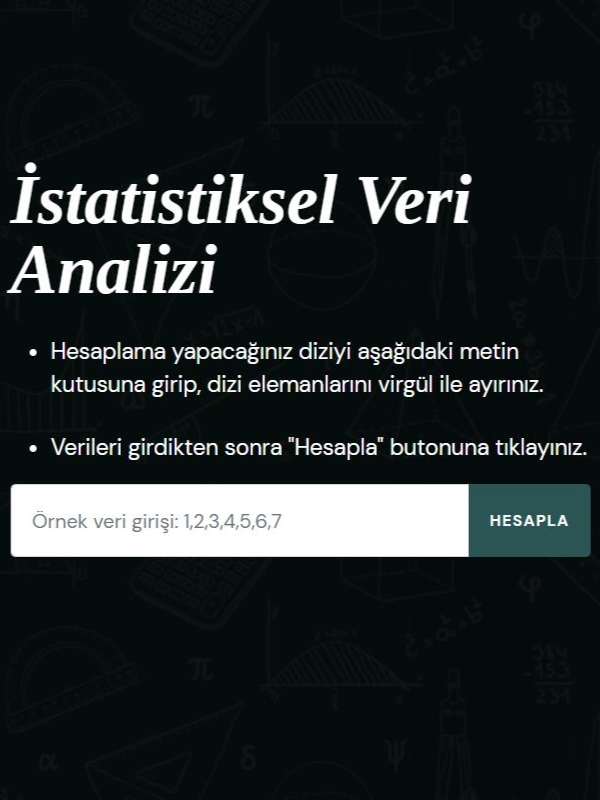 İstatistiksel Veri
Analizi
• Hesaplama yapacağınız diziyi aşağıdaki metin
kutusuna girip, dizi elemanlarını virgül ile ayırınız.
• Verileri girdikten sonra "Hesapla" butonuna tıklayınız.
Örnek veri girişi: 1,2,3,4,5,6,7
HESAPLA